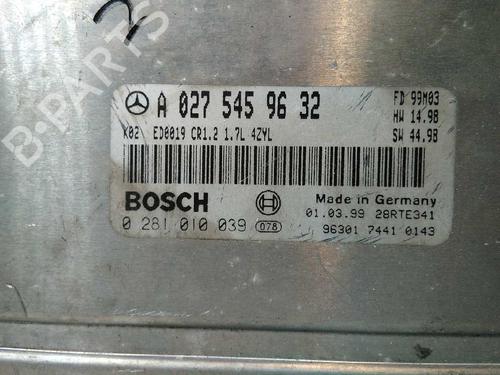 2
B-PARTS
A 027 545 96 32
FD 99M03
HW 14.98
K02 ED0019 CR1.2 1.7L 4ZYL
SW 44.98
BOSCH
Made in Germany
01.03.99 28RTE341
0 281 010 039 078
96301 7441 0143